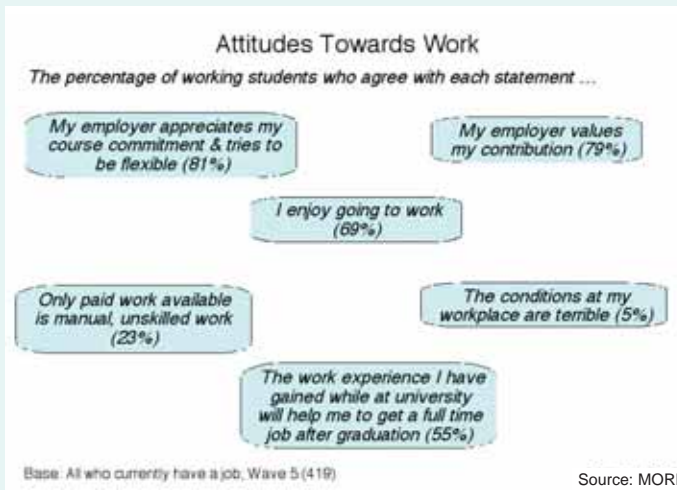 Attitudes Towards Work
The percentage of working students who agree with each statement ...
My employer appreciates my
course commitment & tries to
be flexible (81%)
My employer values
my contribution (79%)
I enjoy going to work
(69%)
Only paid work available
is manual, unskilled work
(23%)
The conditions at my
workplace are terrible (5%)
The work experience I have
gained while at university
will help me to get a full time
job after graduation (55%)
Base: All who currently have a job, Wave 5 (419)
Source: MORI